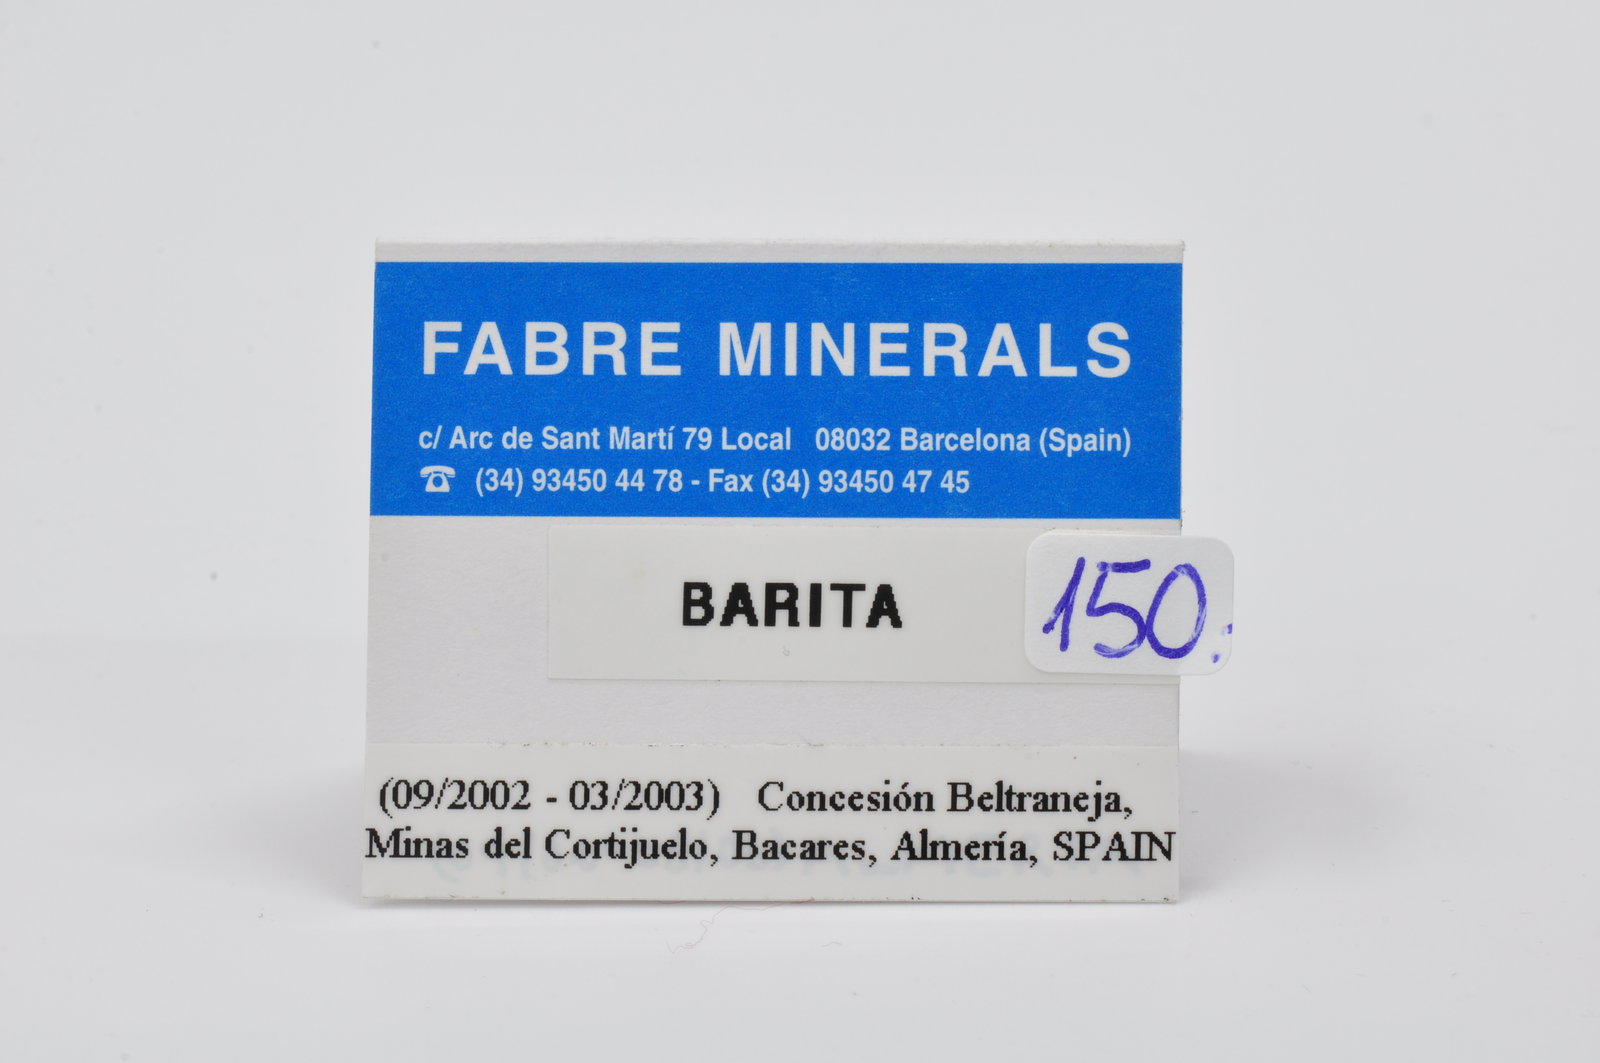 FABRE MINERALS
c/ Arc de Sant Martí 79 Local 08032 Barcelona (Spain)
☎ (34) 93450 44 78 - Fax (34) 93450 47 45
BARITA
150.
(09/2002 - 03/2003) Concesión Beltraneja,
Minas del Cortijuelo, Bacares, Almería, SPAIN